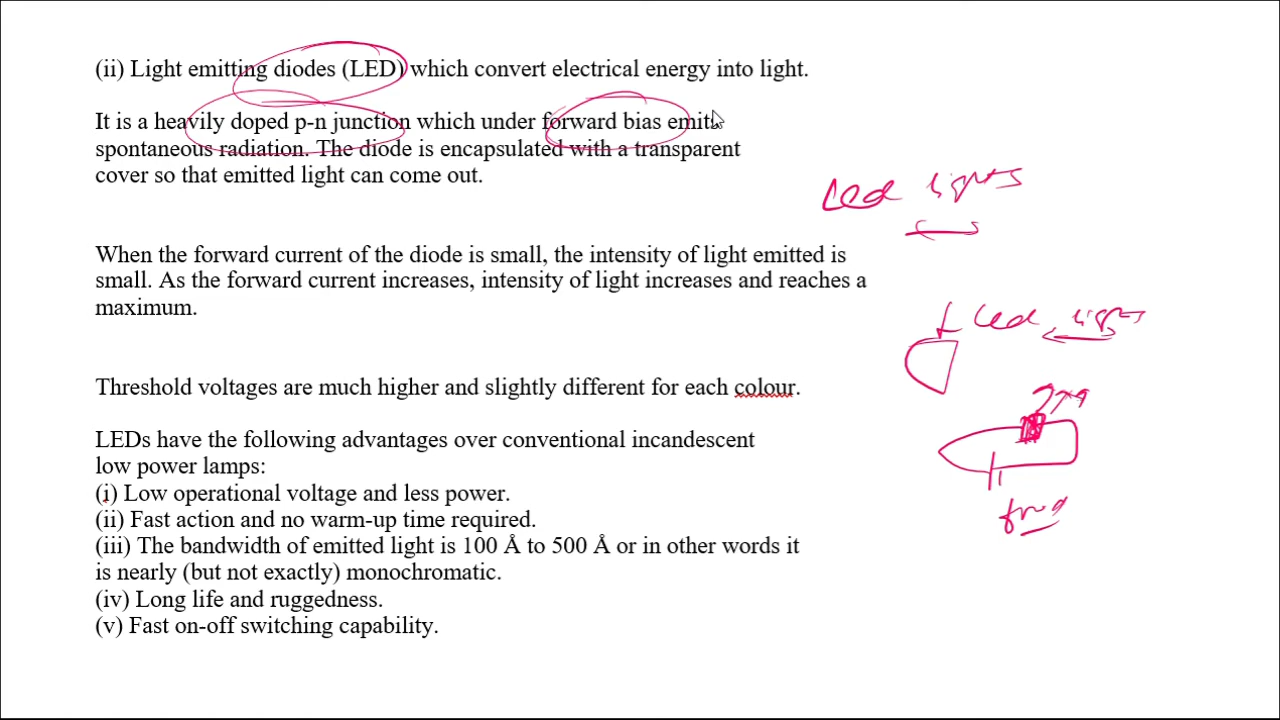 (ii) Light emitting diodes (LED) which convert electrical energy into light.
It is a heavily doped p-n junction which under forward bias emits
spontaneous radiation. The diode is encapsulated with a transparent
cover so that emitted light can come out.
Led lights
When the forward current of the diode is small, the intensity of light emitted is
small. As the forward current increases, intensity of light increases and reaches a
maximum.
Led lights
Threshold voltages are much higher and slightly different for each colour.
LEDs have the following advantages over conventional incandescent
low power lamps:
(i) Low operational voltage and less power.
(ii) Fast action and no warm-up time required.
(iii) The bandwidth of emitted light is 100 Å to 500 Å or in other words it
is nearly (but not exactly) monochromatic.
(iv) Long life and ruggedness.
(v) Fast on-off switching capability.